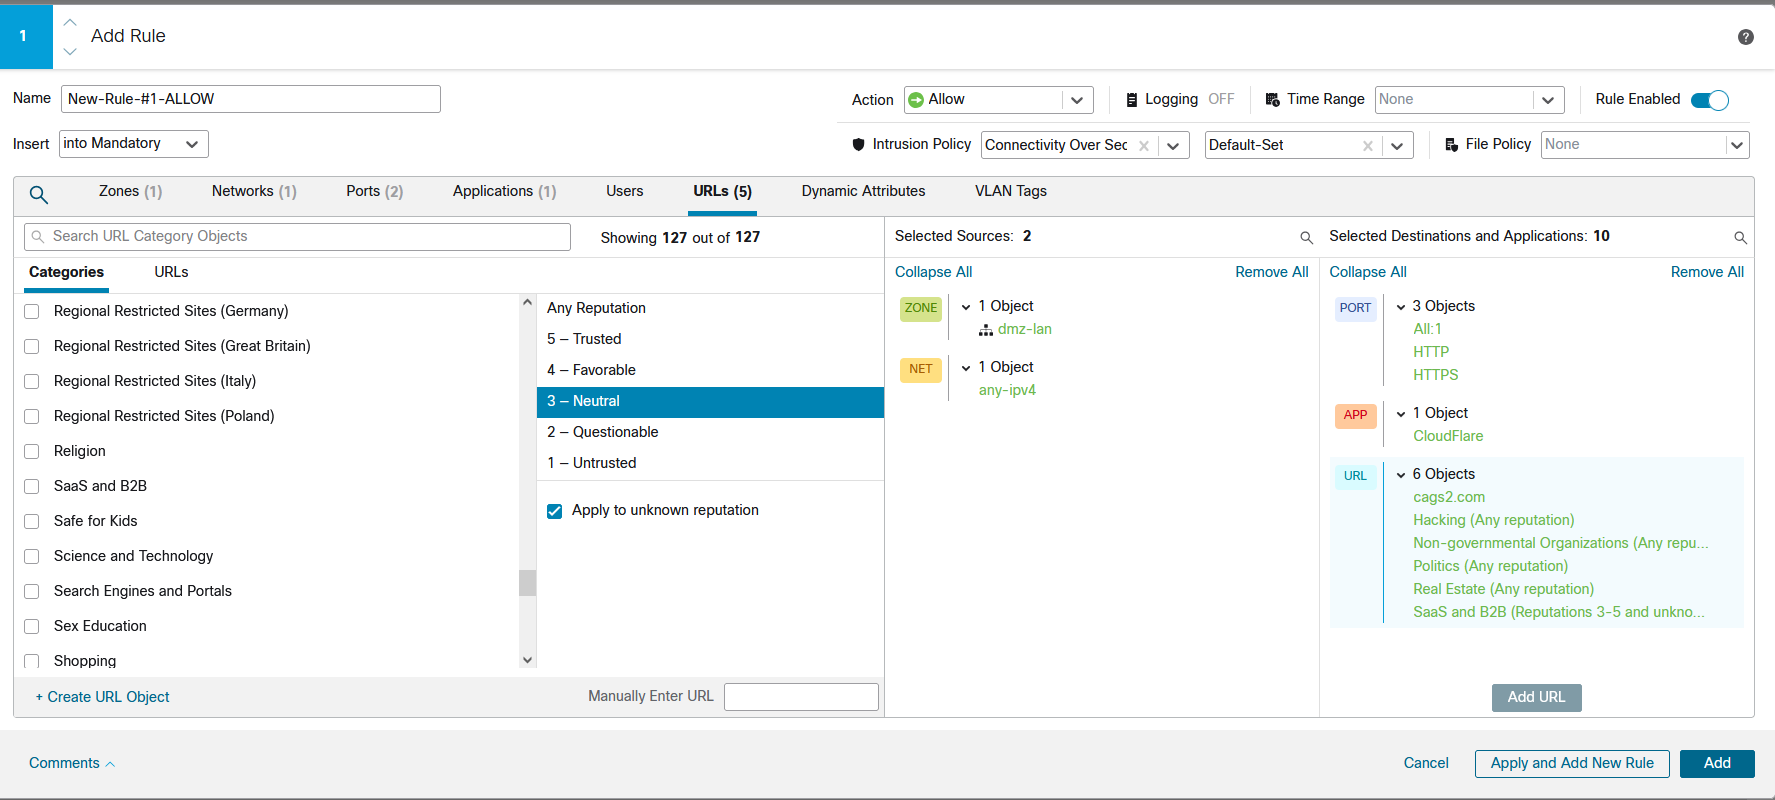 1 Add Rule
Name New-Rule-#1-ALLOW
Action Allow Logging OFF Time Range None Rule Enabled
Insert into Mandatory
Intrusion Policy Connectivity Over Sec Default-Set File Policy None
Zones (1) Networks (1) Ports (2) Applications (1) Users URLs (5) Dynamic Attributes VLAN Tags
Search URL Category Objects
Showing 127 out of 127
Categories URLs
Regional Restricted Sites (Germany)
Regional Restricted Sites (Great Britain)
Regional Restricted Sites (Italy)
Regional Restricted Sites (Poland)
Religion
SaaS and B2B
Safe for Kids
Science and Technology
Search Engines and Portals
Sex Education
Shopping
Any Reputation
5 – Trusted
4 – Favorable
3 – Neutral
2 – Questionable
1 – Untrusted
Apply to unknown reputation
+ Create URL Object
Manually Enter URL
Selected Sources: 2
Collapse All Remove All
ZONE 1 Object
dmz-lan
NET 1 Object
any-ipv4
Selected Destinations and Applications: 10
Collapse All Remove All
PORT 3 Objects
All:1
HTTP
HTTPS
APP 1 Object
CloudFlare
URL 6 Objects
cags2.com
Hacking (Any reputation)
Non-governmental Organizations (Any repu...
Politics (Any reputation)
Real Estate (Any reputation)
SaaS and B2B (Reputations 3-5 and unkno...
Add URL
Comments
Cancel Apply and Add New Rule Add